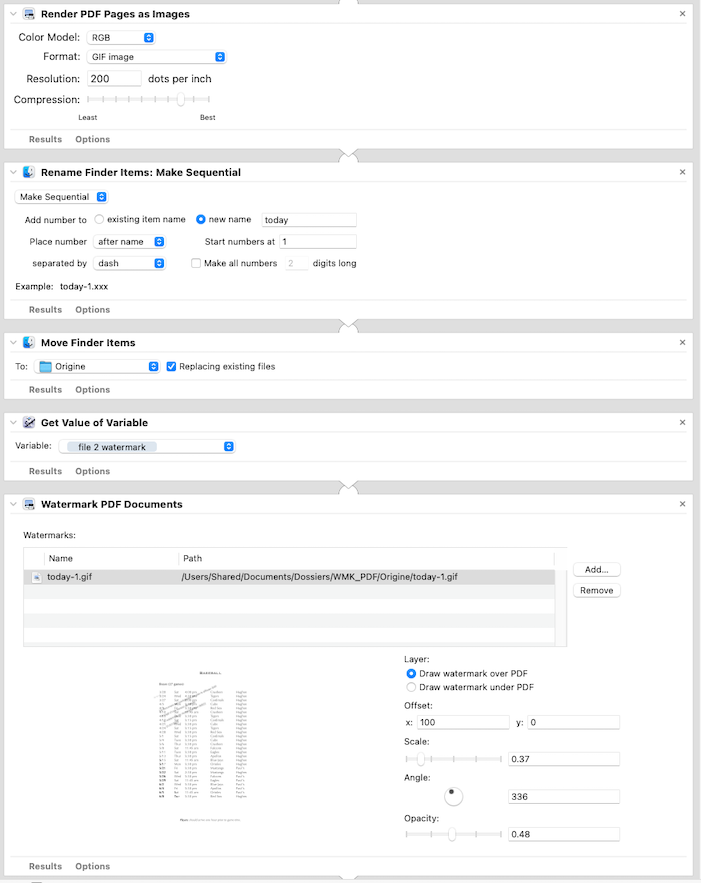 Render PDF Pages as Images
Color Model: RGB
Format: GIF image
Resolution: 200 dots per inch
Compression:
Least Best
Results Options
Rename Finder Items: Make Sequential
Make Sequential
Add number to existing item name new name today
Place number after name Start numbers at 1
separated by dash Make all numbers 2 digits long
Example: today-1.xxx
Results Options
Move Finder Items
To: Origine Replacing existing files
Results Options
Get Value of Variable
Variable: file 2 watermark
Results Options
Watermark PDF Documents
Watermarks:
Name Path
today-1.gif /Users/Shared/Documents/Dossiers/WMK_PDF/Origine/today-1.gif
Add...
Remove
Layer:
Draw watermark over PDF
Draw watermark under PDF
Offset:
x: 100 y: 0
Scale:
0.37
Angle:
336
Opacity:
0.48
Results Options